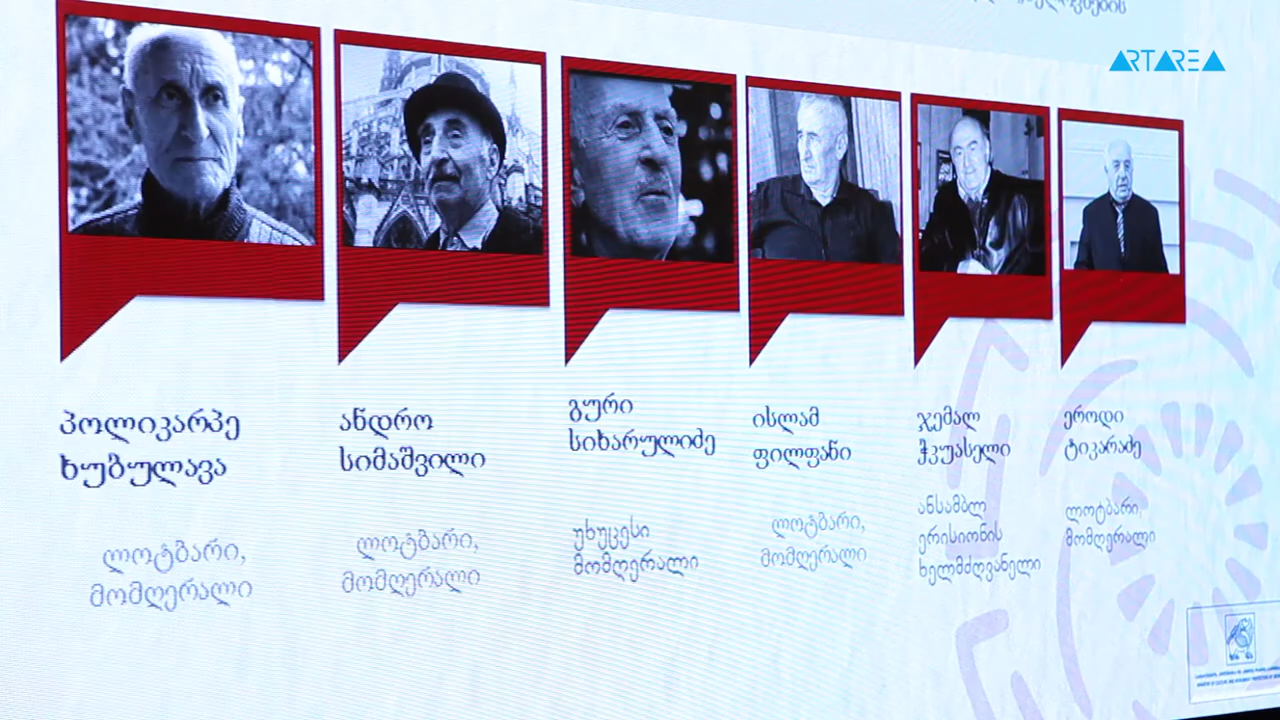 ARTAREA
პოლიკარპე
ხუბულავა
ლოტბარი,
მომღერალი
ანდრო
სიმაშვილი
ლოტბარი,
მომღერალი
გური
სიხარულიძე
უხუცესი
მომღერალი
ისლამ
ფილფანი
ლოტბარი,
მომღერალი
ჯემალ
ჭკუასელი
ანსამბლ
ერისიონის
ხელმძღვანელი
ეროდი
ტიკარაძე
ლოტბარი,
მომღერალი